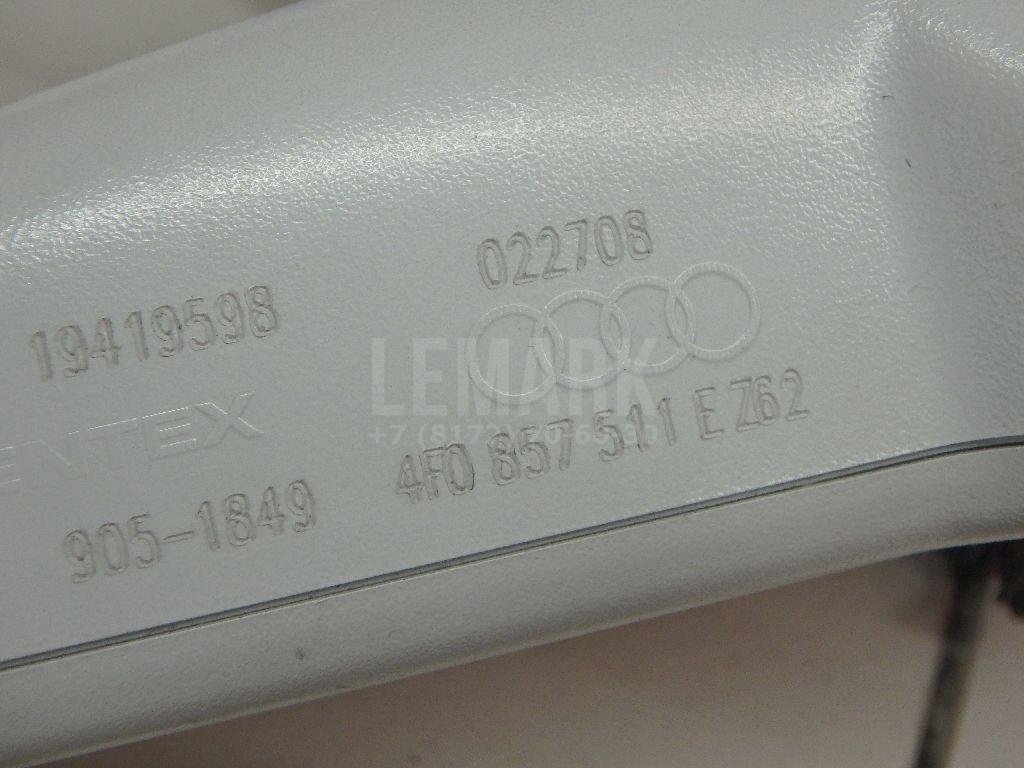 022708
19419598
LEMARK
ENTEX
4F0 857 511 E Z62
905-1849